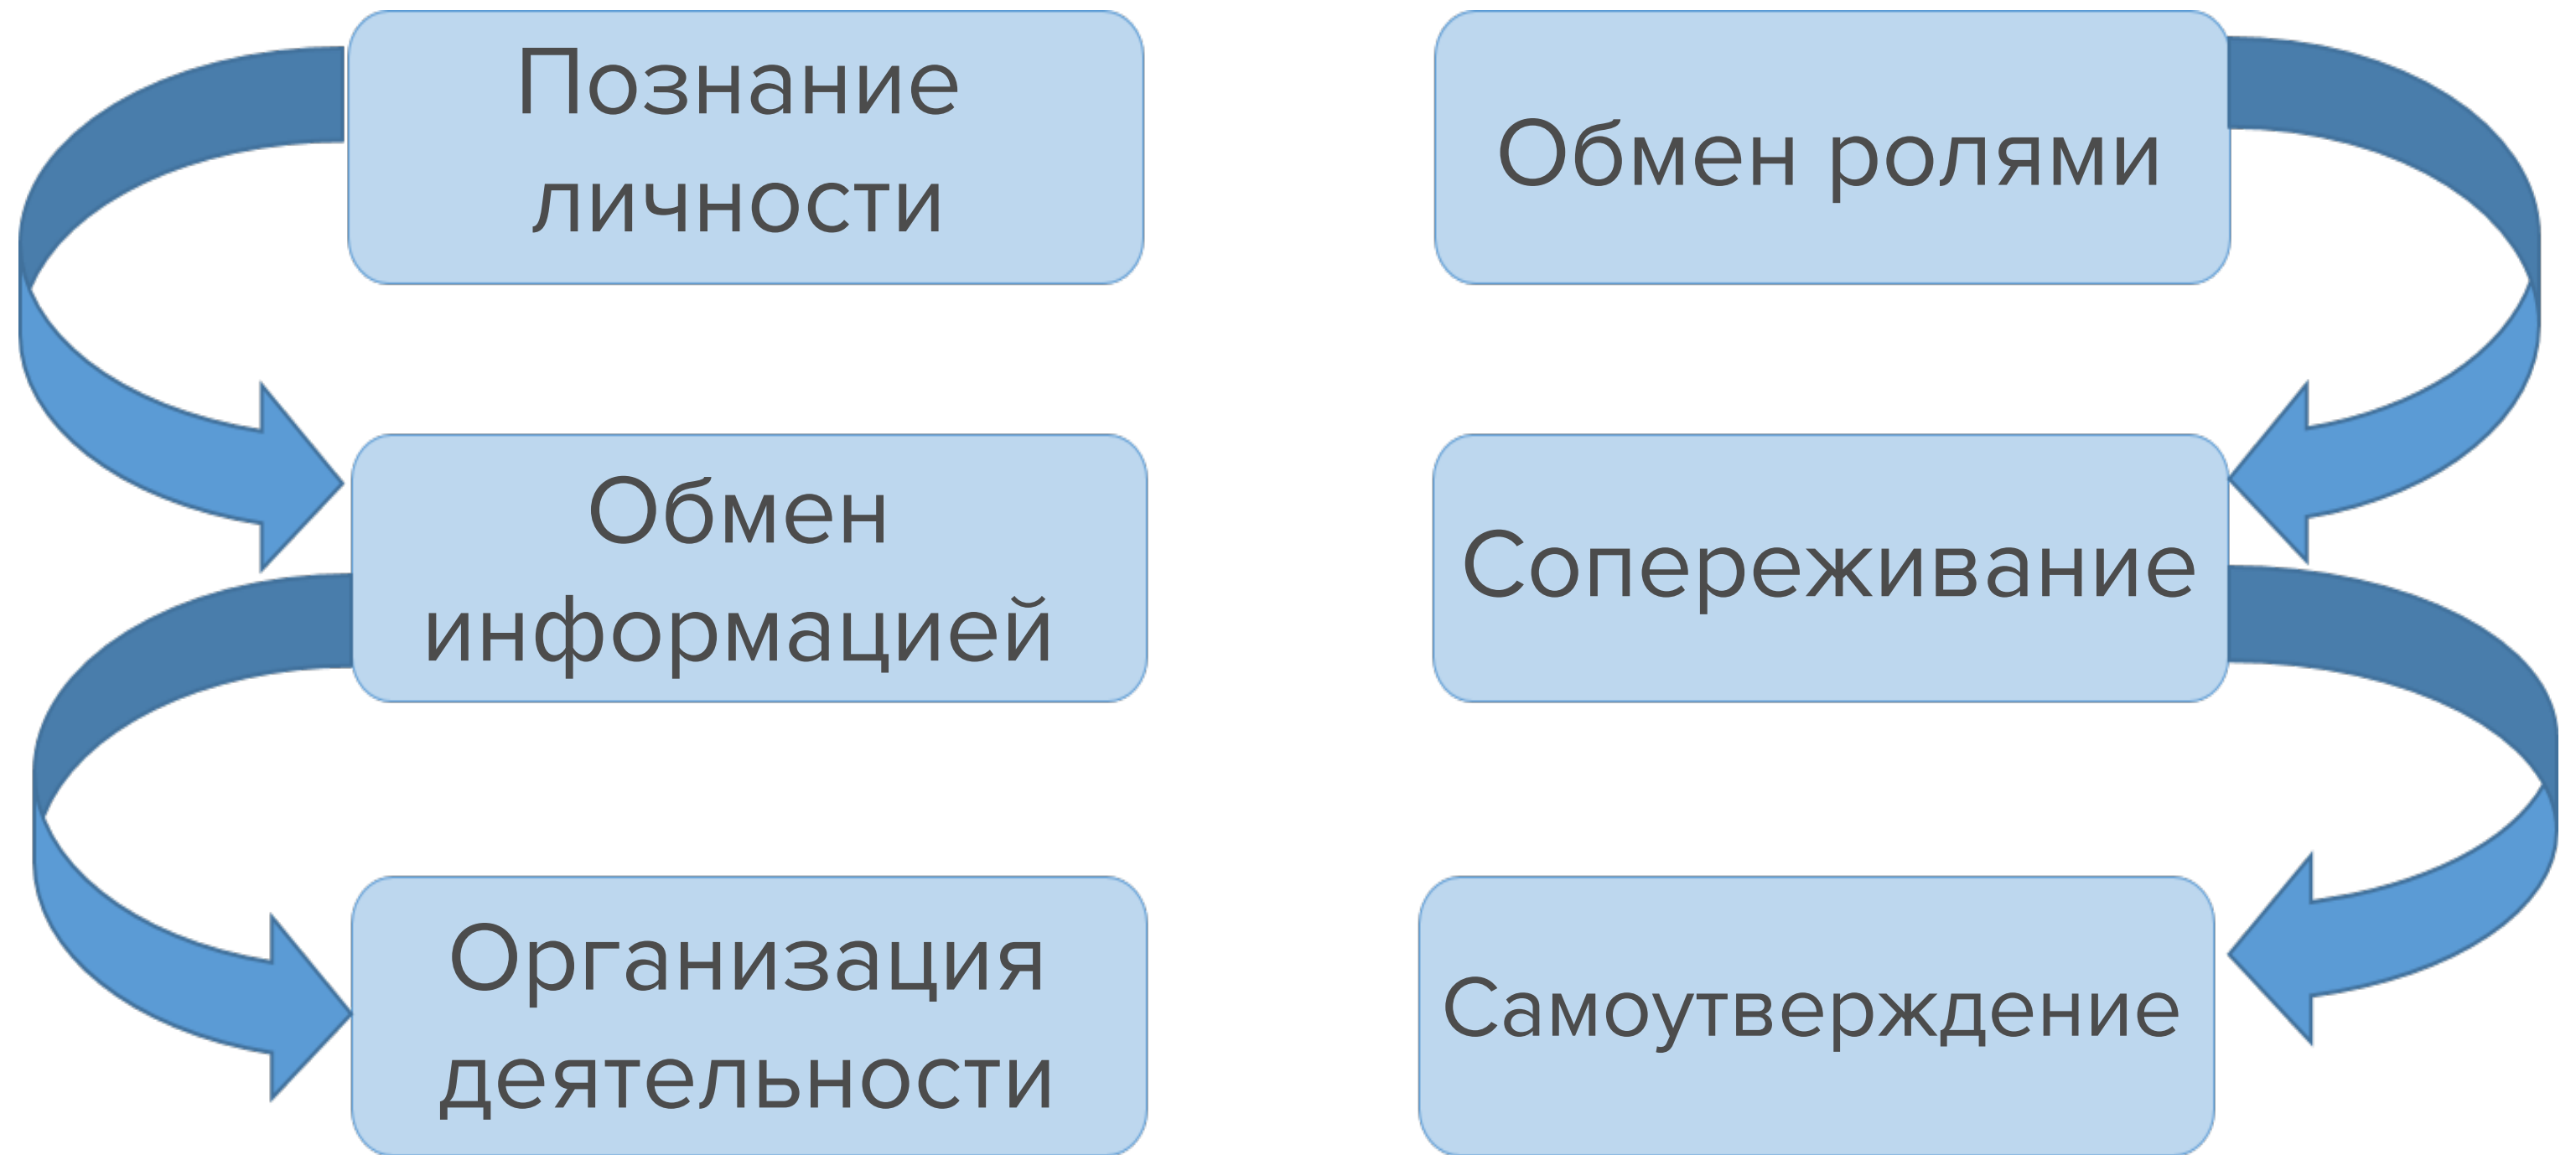 Познание
личности
Обмен
информацией
Организация
деятельности
Обмен ролями
Сопереживание
Самоутверждение